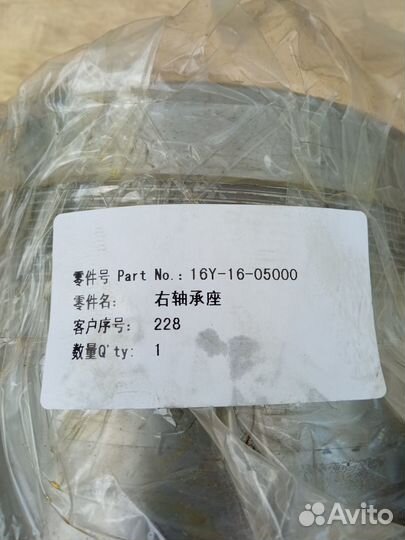 零件号 Part No.: 16Y-16-05000
零件名: 右轴承座
客户序号: 228
数量Q'ty: 1
Avito